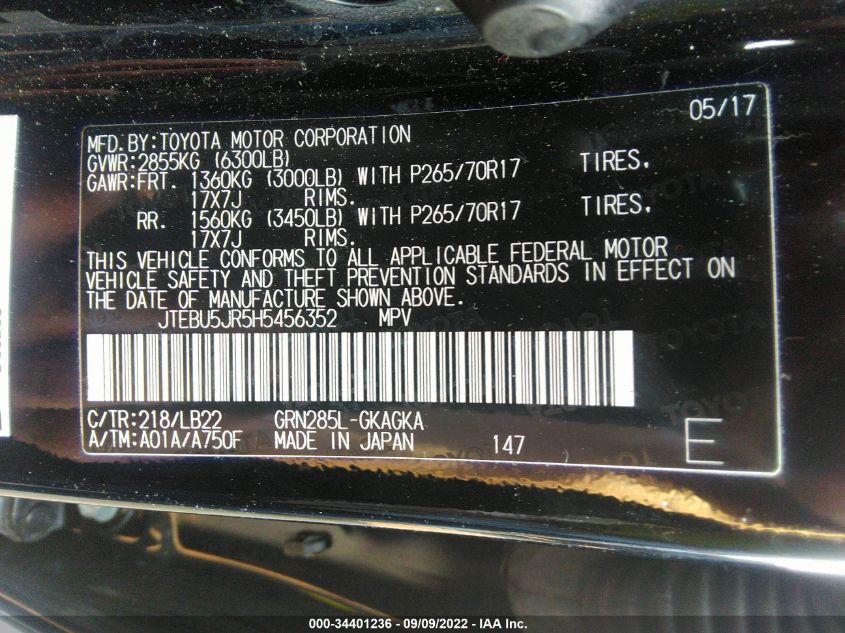 05/17
MFD.BY:TOYOTA MOTOR CORPORATION
GVWR:2855KG (6300LB)
GAWR:FRT. 1360KG (3000LB) WITH P265/70R17 TIRES,
17X7J RIMS.
RR. 1560KG (3450LB) WITH P265/70R17 TIRES,
17X7J RIMS.
THIS VEHICLE CONFORMS TO ALL APPLICABLE FEDERAL MOTOR
VEHICLE SAFETY AND THEFT PREVENTION STANDARDS IN EFFECT ON
THE DATE OF MANUFACTURE SHOWN ABOVE.
JTEBU5JR5H5456352 MPV
C/TR:218/LB22 GRN285L-GKAGKA
A/TM:A01A/A750F MADE IN JAPAN 147
E
000-34401236 - 09/09/2022 - IAA Inc.